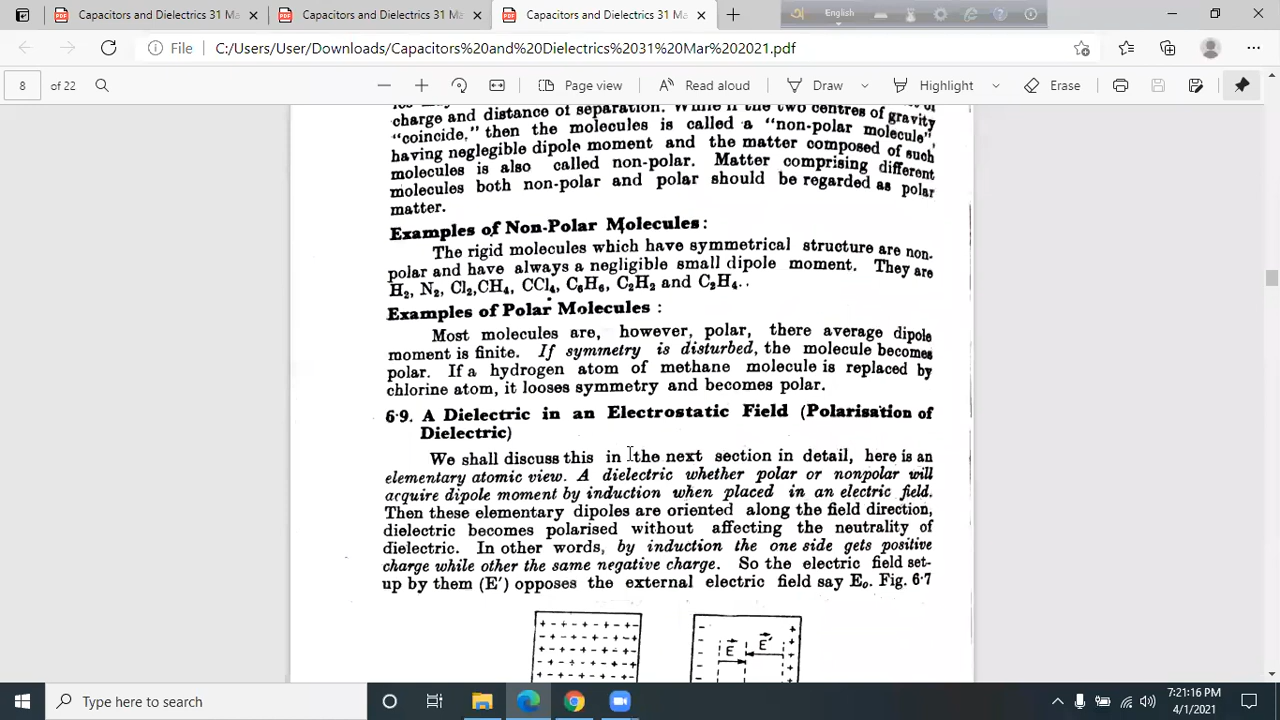 Capacitors and Dielectrics 31 Ma
Capacitors and Dielectrics 31 Ma
Capacitors and Dielectrics 31 Ma
English
File
C:/Users/User/Downloads/Capacitors%20and%20Dielectrics%2031%20Mar%202021.pdf
8 of 22
Page view
Read aloud
Draw
Highlight
Erase
charge and distance of separation. While if the two centres of gravity
"coincide," then the molecules is called a "non-polar molecule"
having neglegible dipole moment and the matter composed of such
molecules is also called non-polar. Matter comprising different
molecules both non-polar and polar should be regarded as polar
matter.
Examples of Non-Polar Molecules :
The rigid molecules which have symmetrical structure are non-
polar and have always a negligible small dipole moment. They are
H₂, N₂, Cl₂,CH₄, CCl₄, C₆H₆, C₂H₂ and C₂H₄..
Examples of Polar Molecules :
Most molecules are, however, polar, there average dipole
moment is finite. If symmetry is disturbed, the molecule becomes
polar. If a hydrogen atom of methane molecule is replaced by
chlorine atom, it looses symmetry and becomes polar.
6·9. A Dielectric in an Electrostatic Field (Polarisation of
Dielectric)
We shall discuss this in the next section in detail, here is an
elementary atomic view. A dielectric whether polar or nonpolar will
acquire dipole moment by induction when placed in an electric field.
Then these elementary dipoles are oriented along the field direction,
dielectric becomes polarised without affecting the neutrality of
dielectric. In other words, by induction the one side gets positive
charge while other the same negative charge. So the electric field set-
up by them (E′) opposes the external electric field say E₀. Fig. 6·7
E E′
Type here to search
7:21:16 PM
4/1/2021